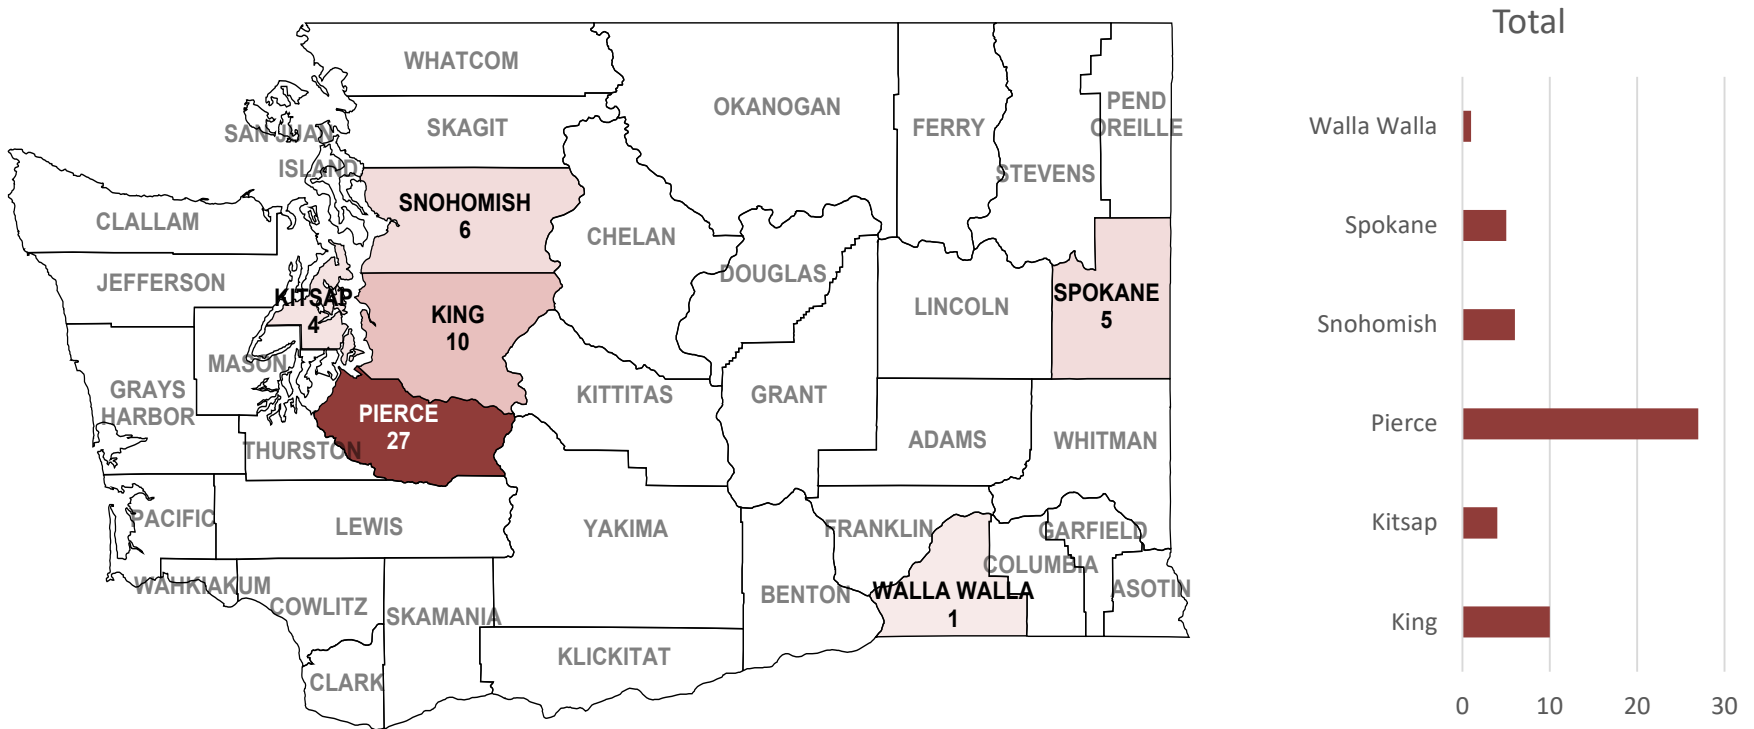 WHATCOM
SKAGIT
SAN JUAN
ISLAND
SNOHOMISH
6
CLALLAM
JEFFERSON
KITSAP
4
KING
10
MASON
GRAYS
HARBOR
PIERCE
27
THURSTON
PACIFIC
LEWIS
WAHKIAKUM
COWLITZ
SKAMANIA
CLARK
OKANOGAN
FERRY
PEND
OREILLE
STEVENS
CHELAN
DOUGLAS
LINCOLN
SPOKANE
5
KITTITAS
GRANT
ADAMS
WHITMAN
YAKIMA
FRANKLIN
GARFIELD
COLUMBIA
BENTON
WALLA WALLA
1
ASOTIN
KLICKITAT
Total
Walla Walla
Spokane
Snohomish
Pierce
Kitsap
King
0 10 20 30